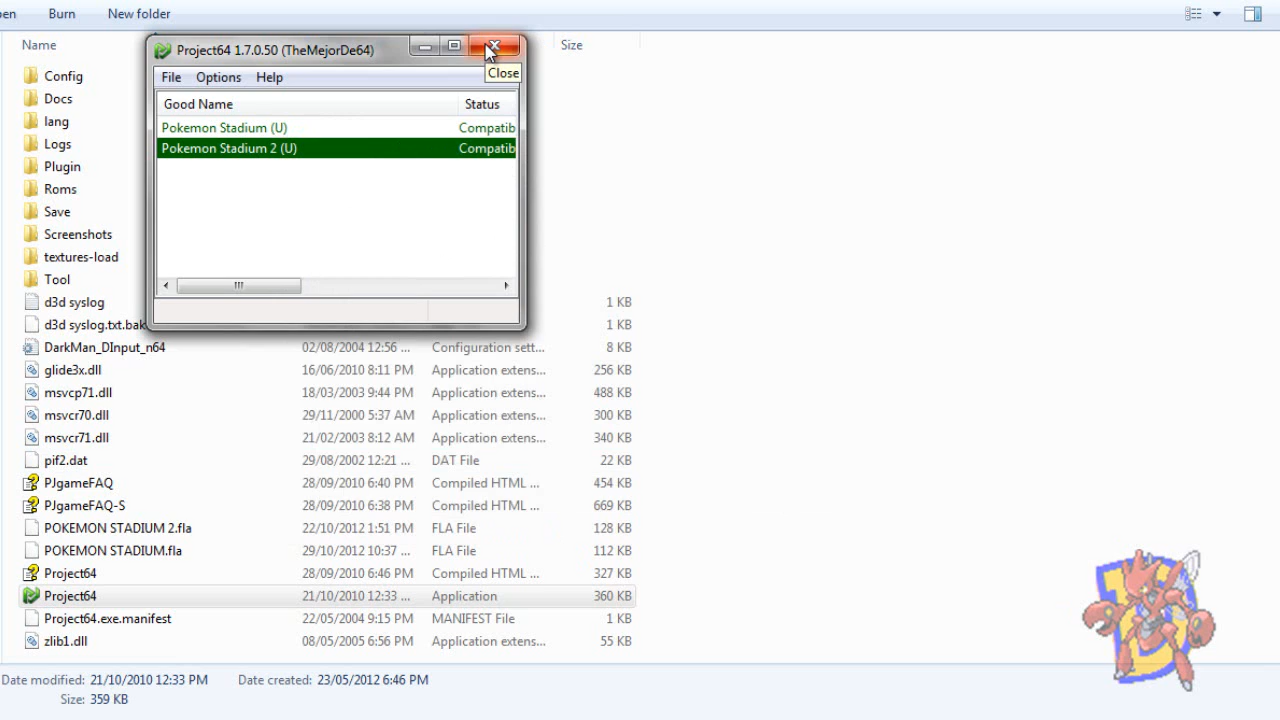 pen Burn New folder
Name Size
Project64 1.7.0.50 (TheMejorDe64)
Close
File Options Help
Good Name Status
Pokemon Stadium (U) Compatib
Pokemon Stadium 2 (U) Compatib
Config
Docs
lang
Logs
Plugin
Roms
Save
Screenshots
textures-load
Tool
d3d syslog 1 KB
d3d syslog.txt.bak 1 KB
DarkMan_DInput_n64 02/08/2004 12:56 ... Configuration sett... 8 KB
glide3x.dll 16/06/2010 8:11 PM Application extens... 256 KB
msvcp71.dll 18/03/2003 9:44 PM Application extens... 488 KB
msvcr70.dll 29/11/2000 5:37 AM Application extens... 300 KB
msvcr71.dll 21/02/2003 8:12 AM Application extens... 340 KB
pif2.dat 29/08/2002 12:21 ... DAT File 22 KB
PJgameFAQ 28/09/2010 6:40 PM Compiled HTML ... 454 KB
PJgameFAQ-S 28/09/2010 6:38 PM Compiled HTML ... 669 KB
POKEMON STADIUM 2.fla 22/10/2012 1:51 PM FLA File 128 KB
POKEMON STADIUM.fla 29/10/2012 10:37 ... FLA File 112 KB
Project64 28/09/2010 6:46 PM Compiled HTML ... 327 KB
Project64 21/10/2010 12:33 ... Application 360 KB
Project64.exe.manifest 22/05/2004 9:15 PM MANIFEST File 1 KB
zlib1.dll 08/05/2005 6:56 PM Application extens... 55 KB
Date modified: 21/10/2010 12:33 PM Date created: 23/05/2012 6:46 PM
Size: 359 KB